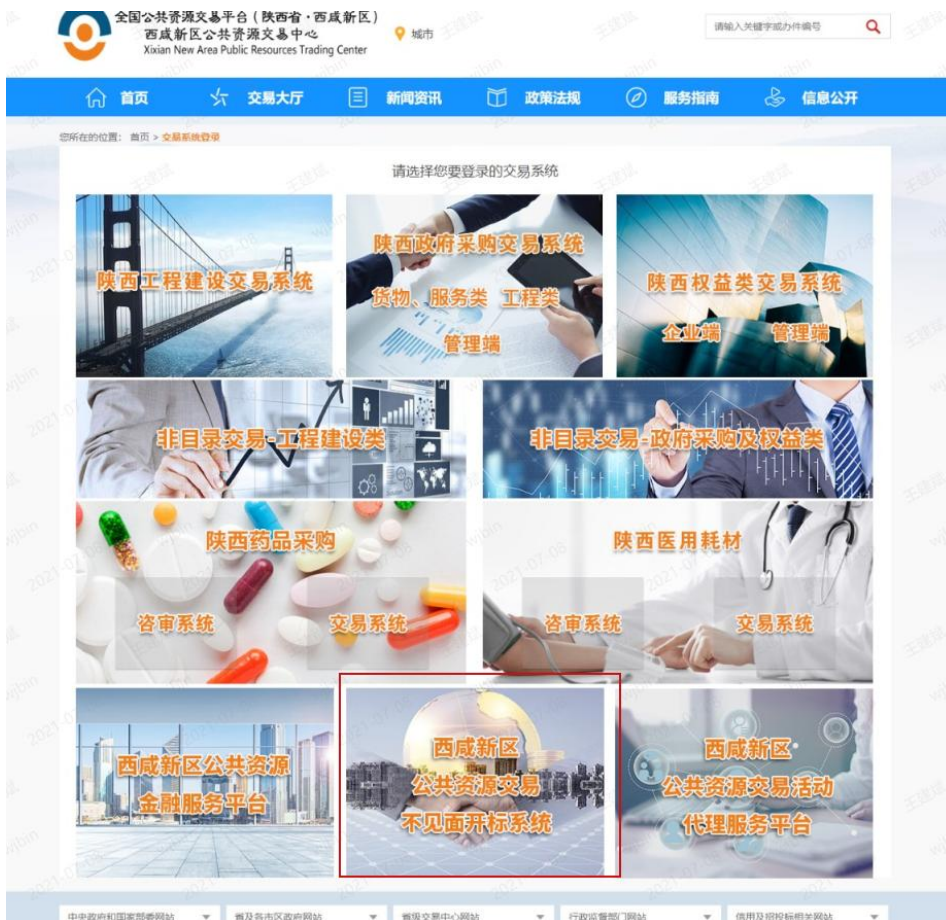 全国公共资源交易平台（陕西省·西咸新区）
西咸新区公共资源交易中心
Xixian New Area Public Resources Trading Center
城市
请输入关键字或办件编号
首页
交易大厅
新闻资讯
政策法规
服务指南
信息公开
您所在的位置： 首页 > 交易系统登录
请选择您要登录的交易系统
陕西工程建设交易系统
陕西政府采购交易系统
货物、服务类 工程类
管理端
陕西权益类交易系统
企业端 管理端
非目录交易-工程建设类
非目录交易-政府采购及权益类
陕西药品采购
咨审系统 交易系统
陕西医用耗材
咨审系统 交易系统
西咸新区公共资源
金融服务平台
西咸新区
公共资源交易
不见面开标系统
西咸新区
公共资源交易活动
代理服务平台
中央政府和国家部委网站
省及各市区政府网站
省级交易中心网站
行政监督部门网站
信用及招投标相关网站